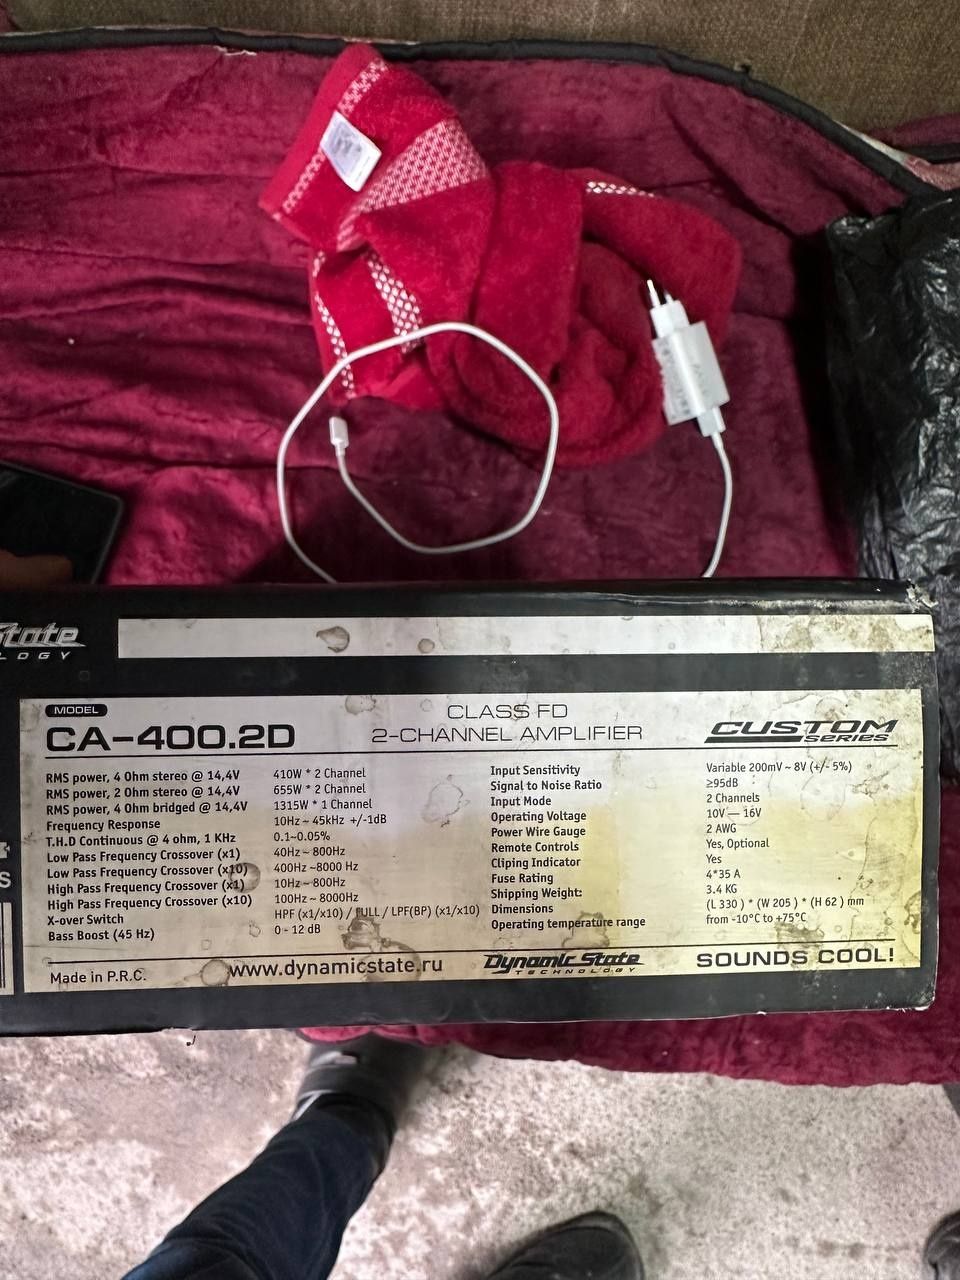 State
LOGY
MODEL
CA-400.2D
CLASS FD
2-CHANNEL AMPLIFIER
CUSTOM
SERIES
RMS power, 4 Ohm stereo @ 14,4V 410W * 2 Channel
RMS power, 2 Ohm stereo @ 14,4V 655W * 2 Channel
RMS power, 4 Ohm bridged @ 14,4V 1315W * 1 Channel
Frequency Response 10Hz ~ 45kHz +/-1dB
T.H.D Continuous @ 4 ohm, 1 KHz 0.1~0.05%
Low Pass Frequency Crossover (x1) 40Hz ~ 800Hz
Low Pass Frequency Crossover (x10) 400Hz ~8000 Hz
High Pass Frequency Crossover (x1) 10Hz ~ 800Hz
High Pass Frequency Crossover (x10) 100Hz ~ 8000Hz
X-over Switch HPF (x1/x10) / FULL / LPF(BP) (x1/x10)
Bass Boost (45 Hz) 0 - 12 dB
Input Sensitivity Variable 200mV ~ 8V (+/- 5%)
Signal to Noise Ratio ≥95dB
Input Mode 2 Channels
Operating Voltage 10V — 16V
Power Wire Gauge 2 AWG
Remote Controls Yes, Optional
Cliping Indicator Yes
Fuse Rating 4*35 A
Shipping Weight: 3.4 KG
Dimensions (L 330 ) * (W 205 ) * (H 62 ) mm
Operating temperature range from -10°C to +75°C
Made in P.R.C.
www.dynamicstate.ru
Dynamic State
TECHNOLOGY
SOUNDS COOL!
S